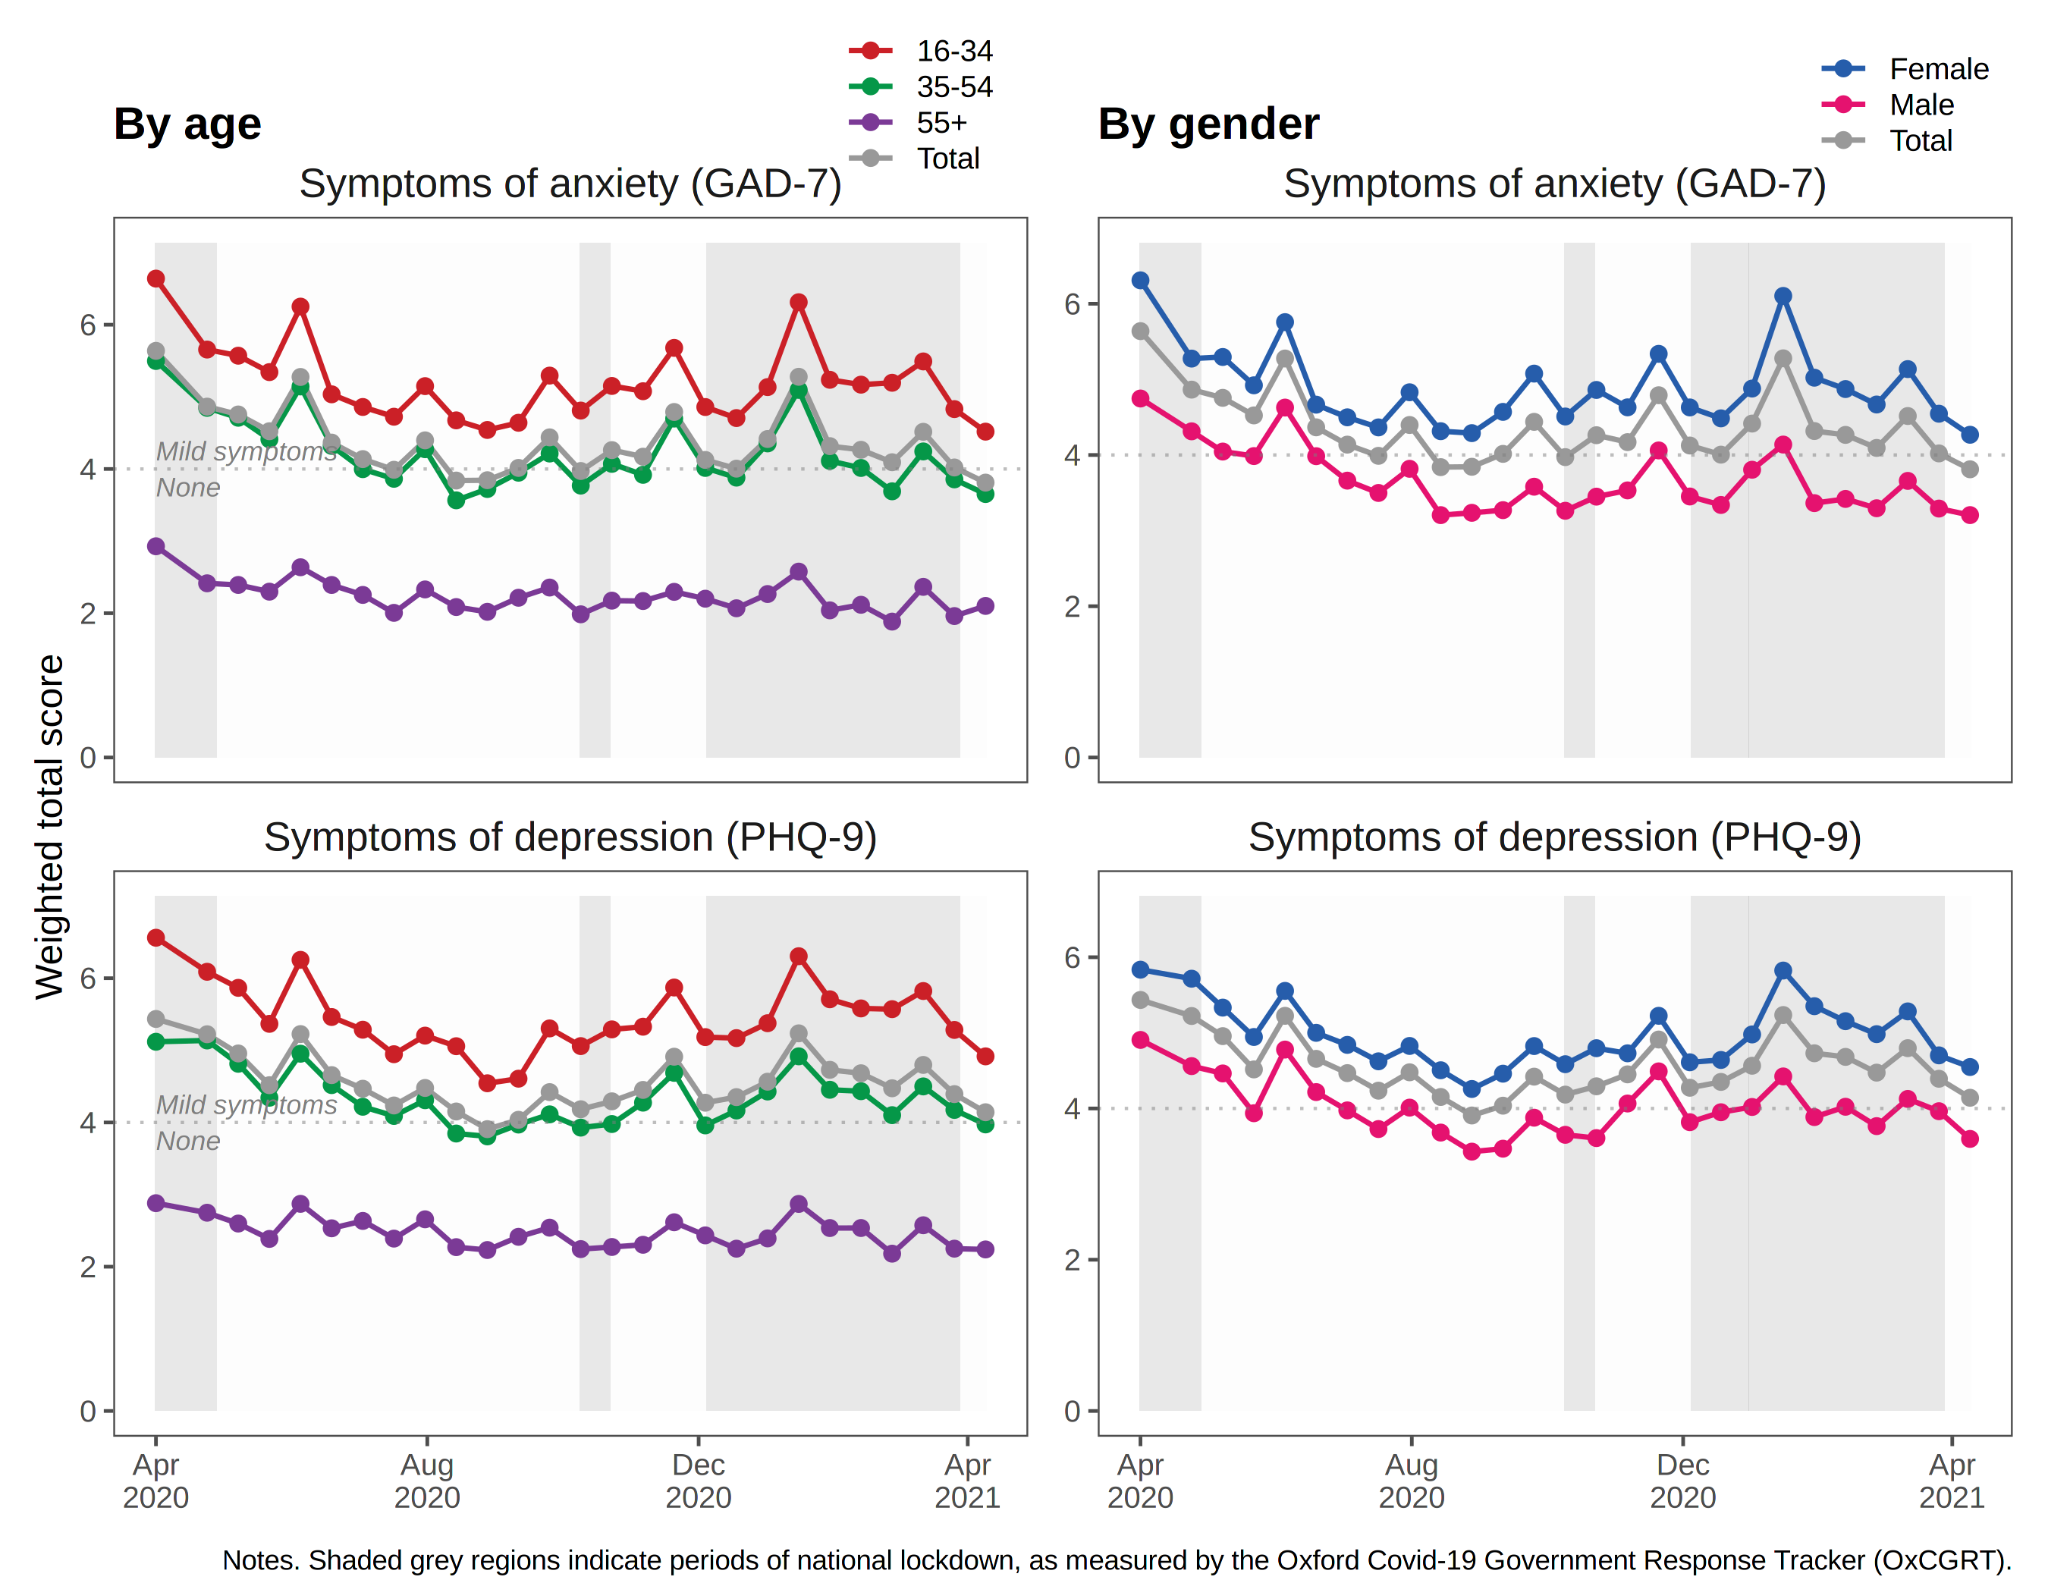 16-34
35-54
55+
Total
By age
Symptoms of anxiety (GAD-7)
Female
Male
Total
By gender
Symptoms of anxiety (GAD-7)
Weighted total score
6
4
2
0
Mild symptoms
None
6
4
2
0
Symptoms of depression (PHQ-9)
6
4
2
0
Mild symptoms
None
Apr
2020
Aug
2020
Dec
2020
Apr
2021
Symptoms of depression (PHQ-9)
6
4
2
0
Apr
2020
Aug
2020
Dec
2020
Apr
2021
Notes. Shaded grey regions indicate periods of national lockdown, as measured by the Oxford Covid-19 Government Response Tracker (OxCGRT).